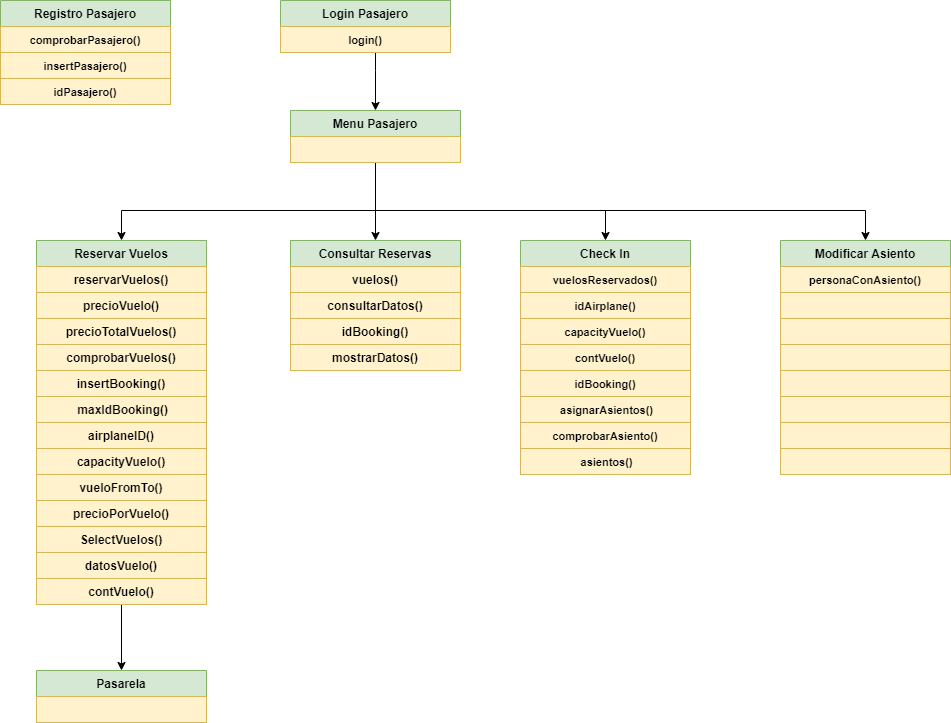 Registro Pasajero
comprobarPasajero()
insertPasajero()
idPasajero()
Login Pasajero
login()
Menu Pasajero
Reservar Vuelos
reservarVuelos()
precioVuelo()
precioTotalVuelos()
comprobarVuelos()
insertBooking()
maxIdBooking()
airplaneID()
capacityVuelo()
vueloFromTo()
precioPorVuelo()
SelectVuelos()
datosVuelo()
contVuelo()
Consultar Reservas
vuelos()
consultarDatos()
idBooking()
mostrarDatos()
Check In
vuelosReservados()
idAirplane()
capacityVuelo()
contVuelo()
idBooking()
asignarAsientos()
comprobarAsiento()
asientos()
Modificar Asiento
personaConAsiento()
Pasarela